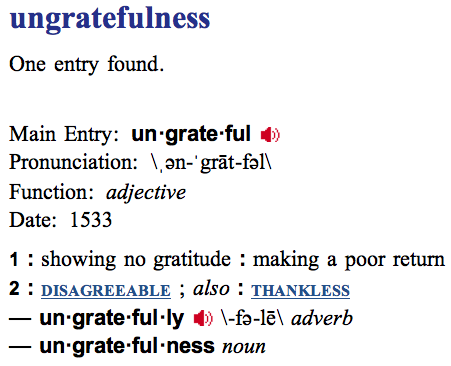 ungratefulness
One entry found.
Main Entry: un·grate·ful
Pronunciation: \ˌən-ˈgrāt-fəl\
Function: adjective
Date: 1533
1 : showing no gratitude : making a poor return
2 : DISAGREEABLE ; also : THANKLESS
— un·grate·ful·ly \-fə-lē\ adverb
— un·grate·ful·ness noun